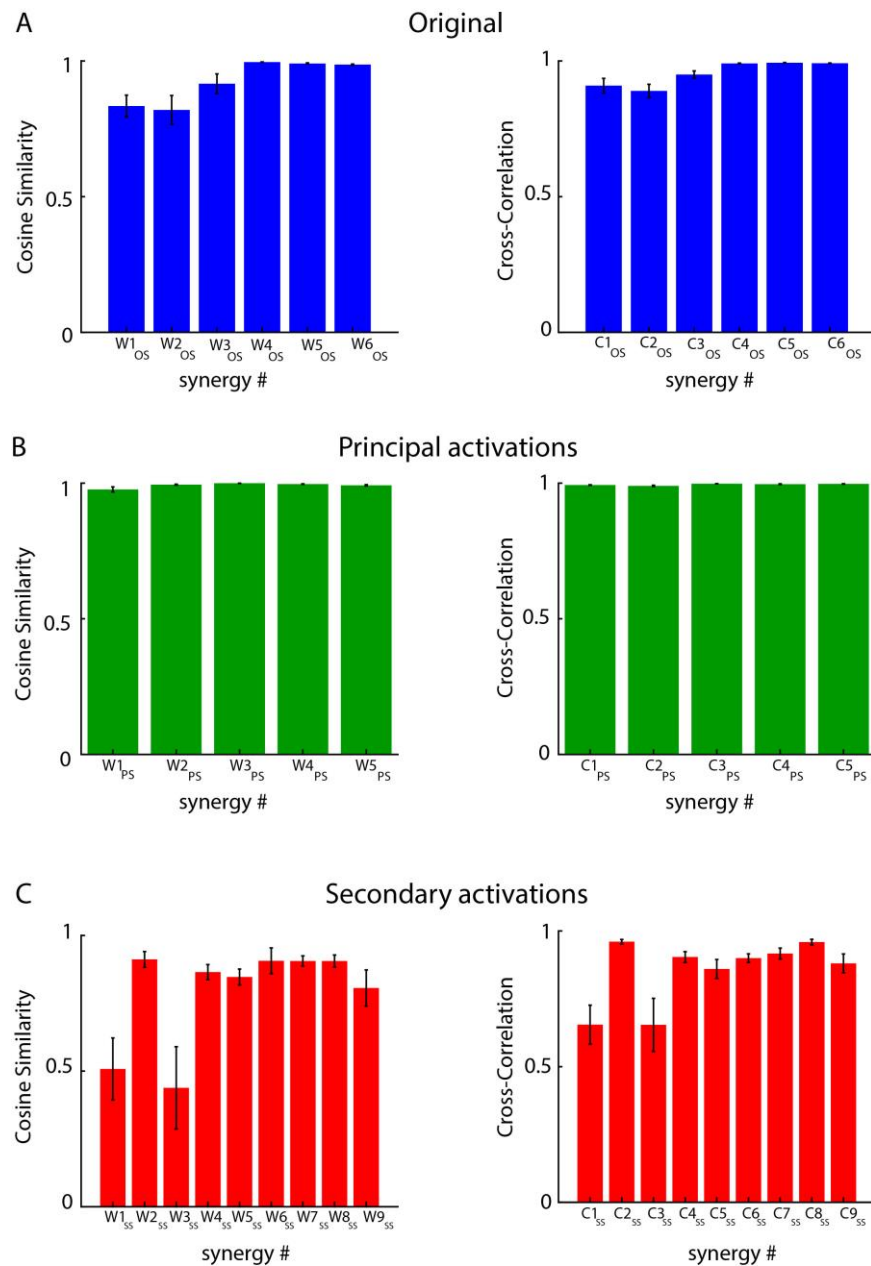 A
Original
1
0.5
0
Cosine Similarity
W1OS W2OS W3OS W4OS W5OS W6OS
synergy #
1
0.5
0
Cross-Correlation
C1OS C2OS C3OS C4OS C5OS C6OS
synergy #
B
Principal activations
1
0.5
0
Cosine Similarity
W1PS W2PS W3PS W4PS W5PS
synergy #
1
0.5
0
Cross-Correlation
C1PS C2PS C3PS C4PS C5PS
synergy #
C
Secondary activations
1
0.5
0
Cosine Similarity
W1SS W2SS W3SS W4SS W5SS W6SS W7SS W8SS W9SS
synergy #
1
0.5
0
Cross-Correlation
C1SS C2SS C3SS C4SS C5SS C6SS C7SS C8SS C9SS
synergy #